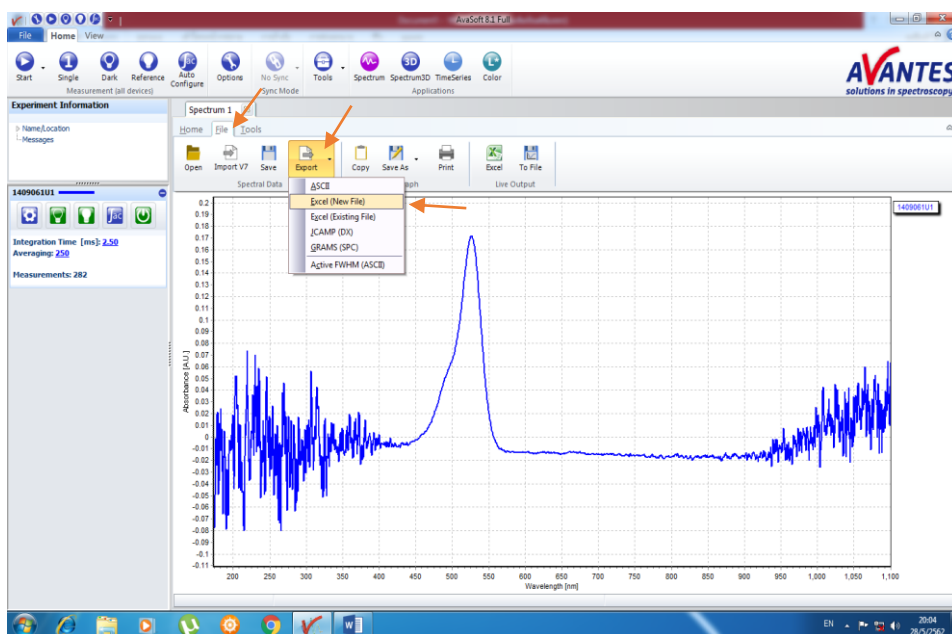 AvaSoft 8.1 Full
File Home View
Start Single Dark Reference Auto Configure Options No Sync Tools Spectrum Spectrum3D TimeSeries Color
Measurement (all devices) Sync Mode Applications
AVANTES
solutions in spectroscopy
Experiment Information
Name/Location
Messages
1409061U1
Integration Time [ms]: 2.50
Averaging: 250
Measurements: 282
Spectrum 1
Home File Tools
Open Import V7 Save Export Copy Save As Print Excel To File
Spectral Data Live Output
ASCII
Excel (New File)
Excel (Existing File)
JCAMP (DX)
GRAMS (SPC)
Active FWHM (ASCII)
1409061U1
Absorbance [A.U.]
0.2
0.19
0.18
0.17
0.16
0.15
0.14
0.13
0.12
0.11
0.1
0.09
0.08
0.07
0.06
0.05
0.04
0.03
0.02
0.01
0
-0.01
-0.02
-0.03
-0.04
-0.05
-0.06
-0.07
-0.08
-0.09
-0.1
-0.11
200 250 300 350 400 450 500 550 600 650 700 750 800 850 900 950 1,000 1,050 1,100
Wavelength [nm]
EN 20:04
28/5/2562